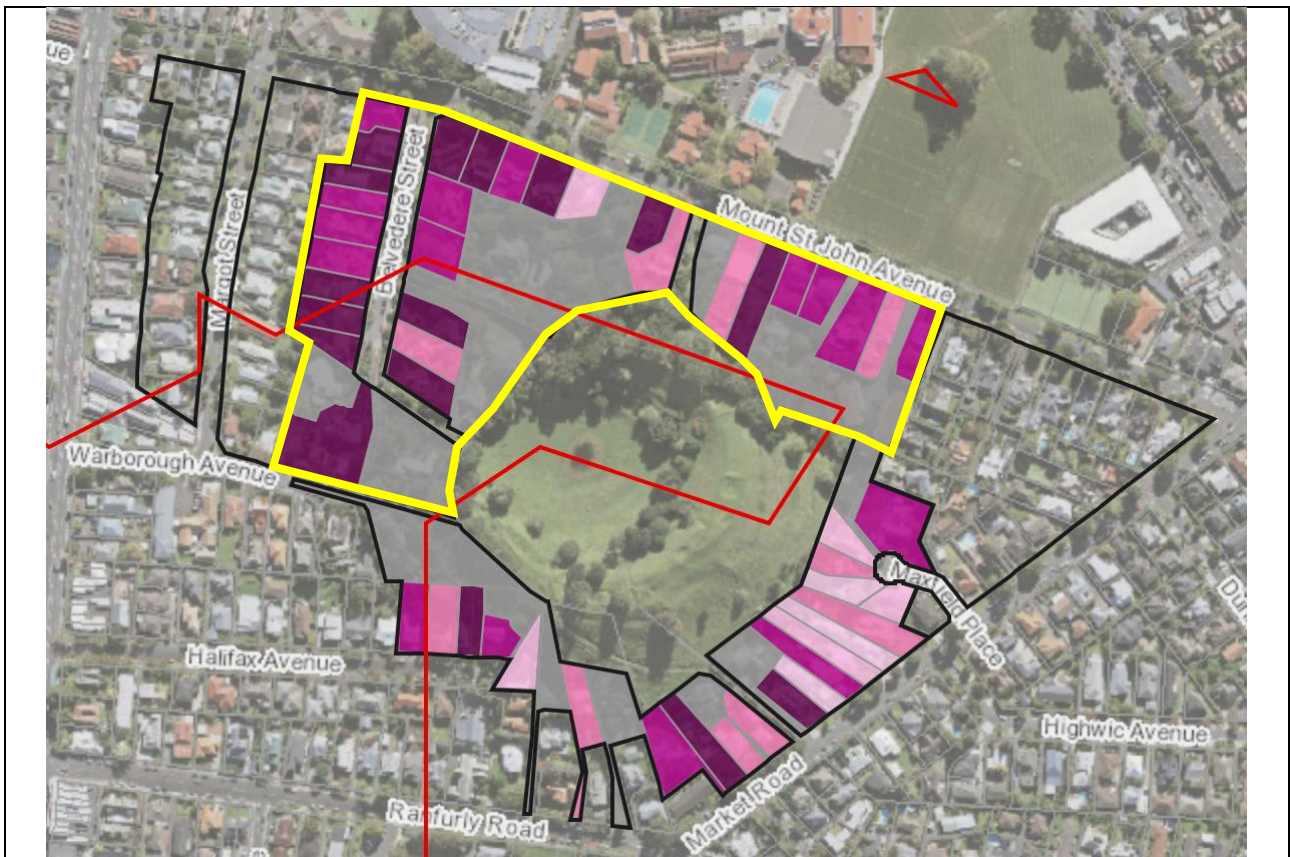 ue
Mount St John Avenue
Belvedere Street
Margot Street
Warborough Avenue
Maxfield Place
Halifax Avenue
Highwic Avenue
Ranfurly Road
Market Road